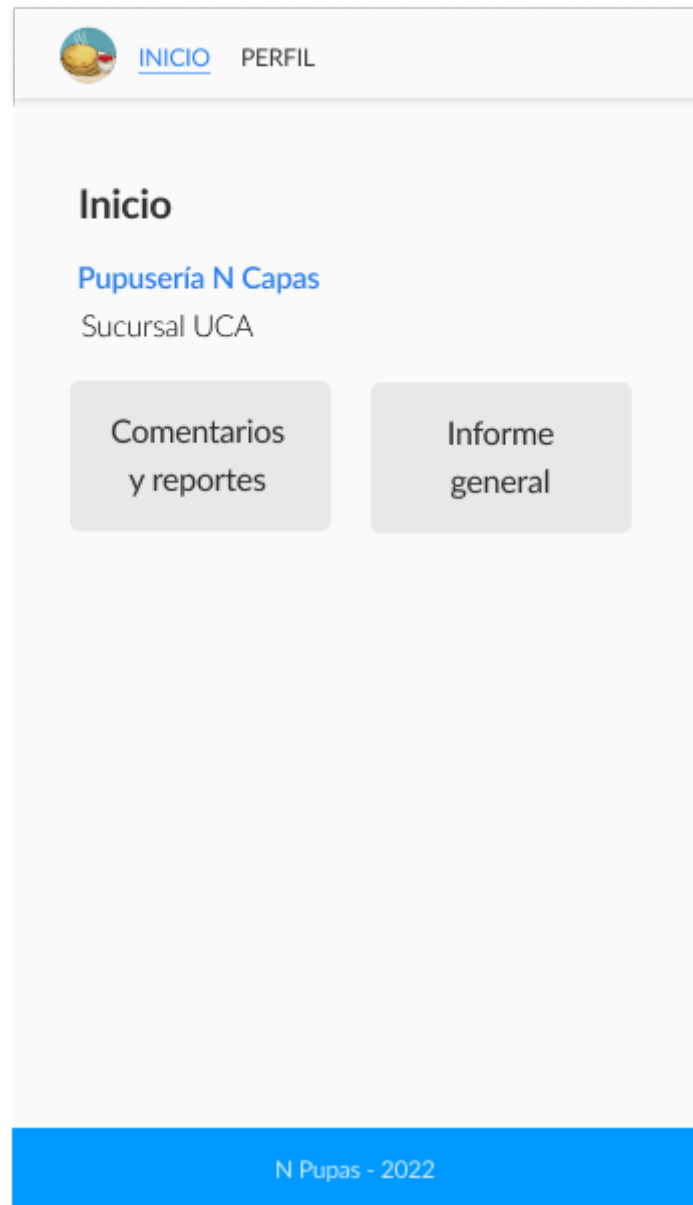 INICIO PERFIL
Inicio
Pupusería N Capas
Sucursal UCA
Comentarios
y reportes
Informe
general
N Pupas - 2022